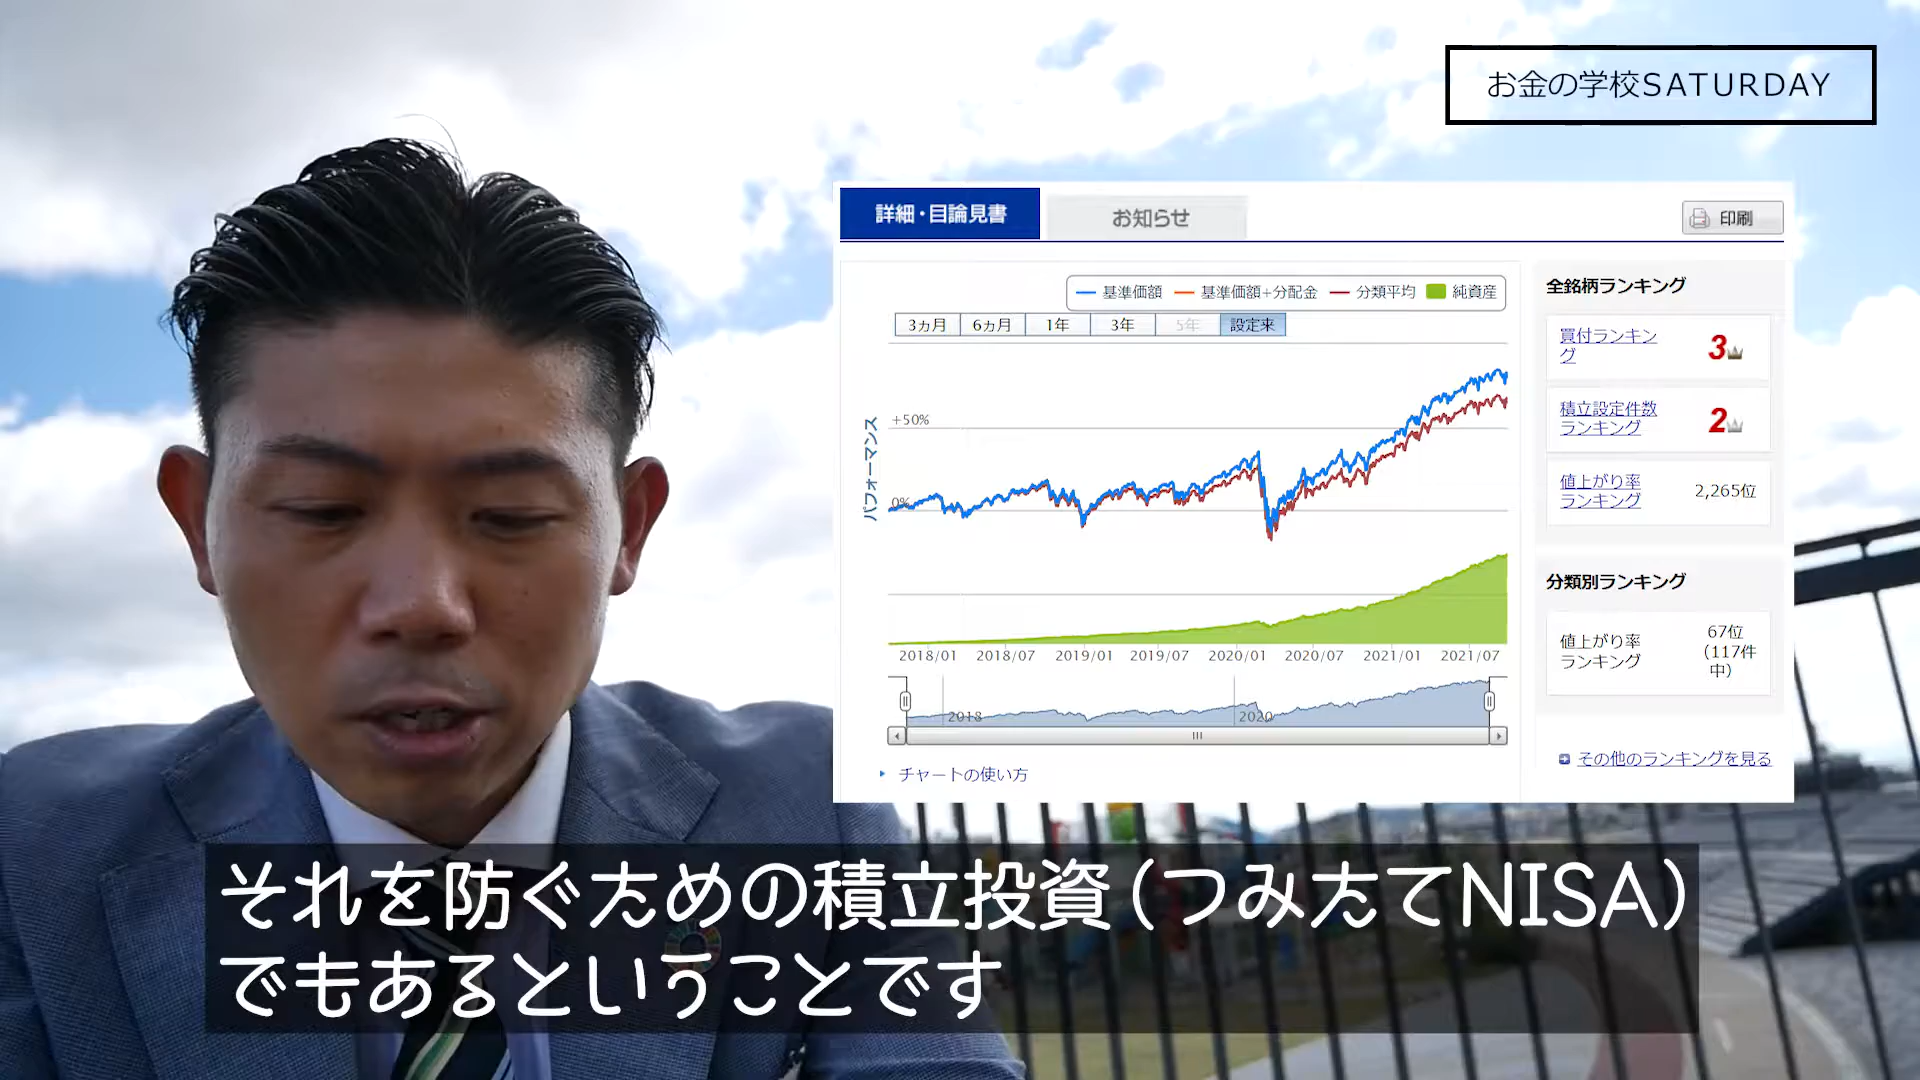 お金の学校SATURDAY
詳細・目論見書
お知らせ
印刷
基準価額 基準価額+分配金 分類平均 純資産
3ヵ月 6ヵ月 1年 3年 5年 設定来
パフォーマンス
+50%
0%
2018/01 2018/07 2019/01 2019/07 2020/01 2020/07 2021/01 2021/07
2018 2020
チャートの使い方
全銘柄ランキング
買付ランキン
グ
3
積立設定件数
ランキング
2
値上がり率
ランキング
2,265位
分類別ランキング
値上がり率
ランキング
67位
(117件
中)
その他のランキングを見る
それを防ぐための積立投資(つみたてNISA)
でもあるということです